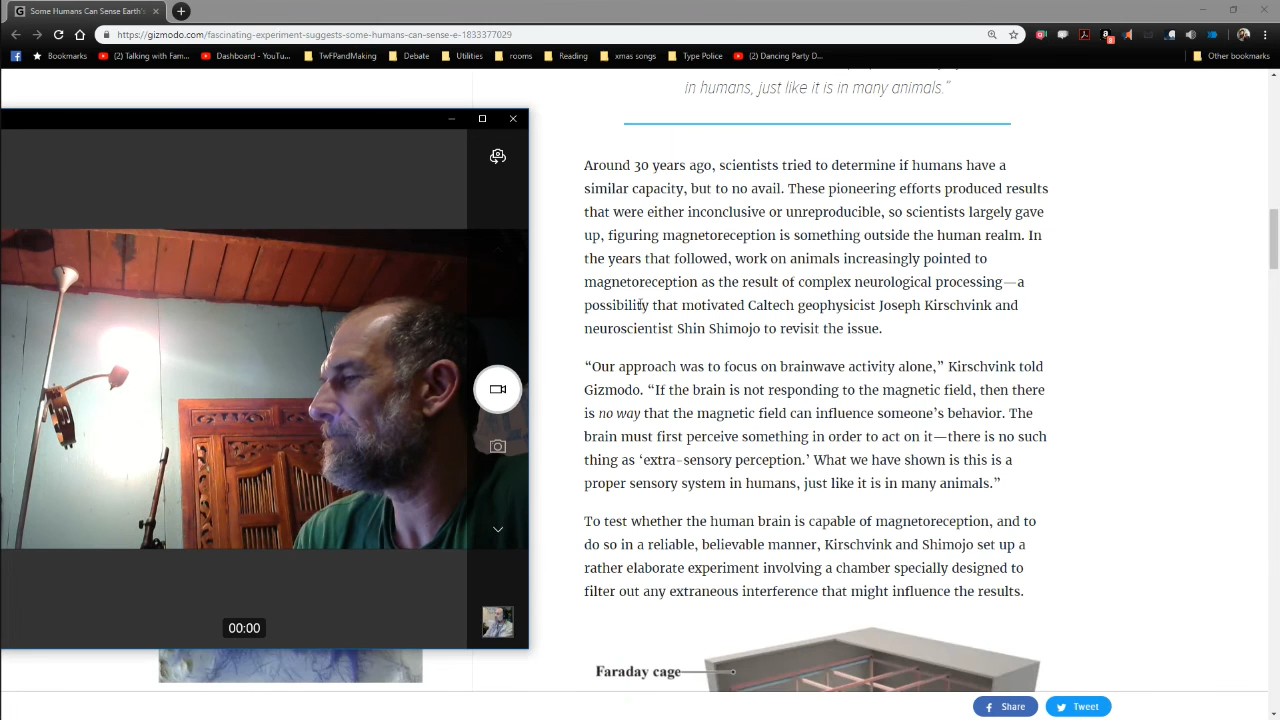 Some Humans Can Sense Earth's
https://gizmodo.com/fascinating-experiment-suggests-some-humans-can-sense-e-1833377029
Bookmarks
(2) Talking with Fam...
Dashboard - YouTu...
TwFPandMaking
Debate
Utilities
rooms
Reading
xmas songs
Type Police
(2) Dancing Party D...
Other bookmarks
in humans, just like it is in many animals.”
Around 30 years ago, scientists tried to determine if humans have a
similar capacity, but to no avail. These pioneering efforts produced results
that were either inconclusive or unreproducible, so scientists largely gave
up, figuring magnetoreception is something outside the human realm. In
the years that followed, work on animals increasingly pointed to
magnetoreception as the result of complex neurological processing—a
possibility that motivated Caltech geophysicist Joseph Kirschvink and
neuroscientist Shin Shimojo to revisit the issue.
“Our approach was to focus on brainwave activity alone,” Kirschvink told
Gizmodo. “If the brain is not responding to the magnetic field, then there
is no way that the magnetic field can influence someone’s behavior. The
brain must first perceive something in order to act on it—there is no such
thing as ‘extra-sensory perception.’ What we have shown is this is a
proper sensory system in humans, just like it is in many animals.”
To test whether the human brain is capable of magnetoreception, and to
do so in a reliable, believable manner, Kirschvink and Shimojo set up a
rather elaborate experiment involving a chamber specially designed to
filter out any extraneous interference that might influence the results.
00:00
Faraday cage
Share
Tweet